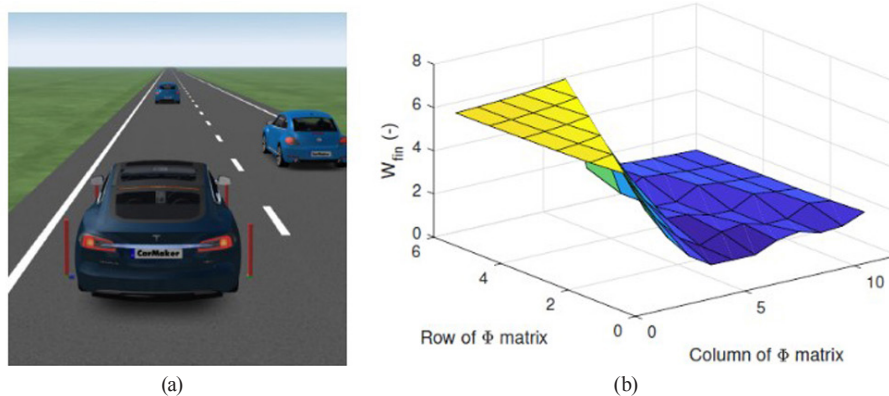 CarMaker
CarMaker
(a)
(b)
8
6
4
2
0
W_fin (-)
6
4
2
0
Row of Φ matrix
0
5
10
Column of Φ matrix